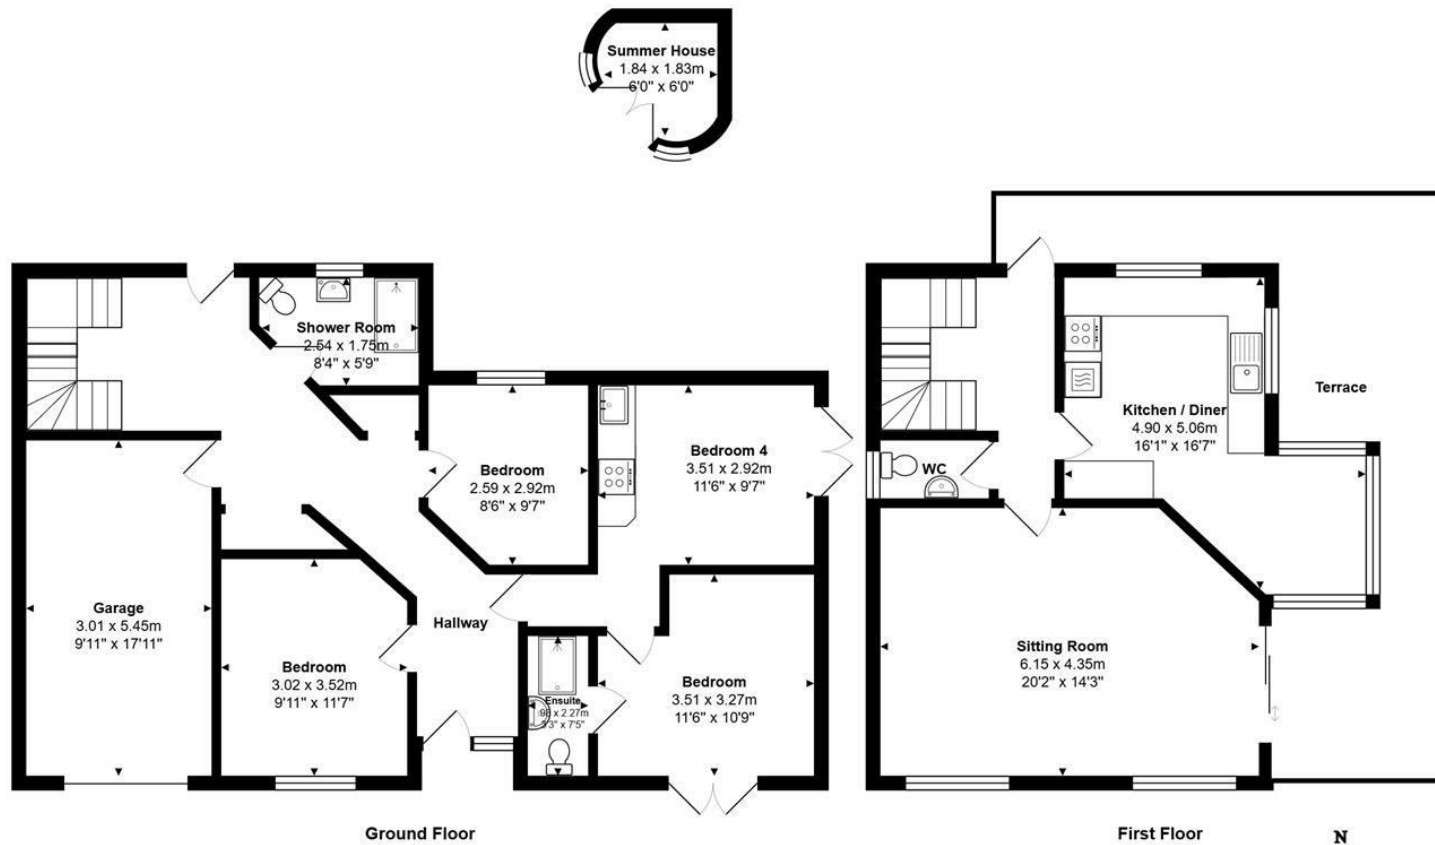 Summer House
1.84 x 1.83m
6'0" x 6'0"
Shower Room
2.54 x 1.75m
8'4" x 5'9"
Bedroom
2.59 x 2.92m
8'6" x 9'7"
Bedroom 4
3.51 x 2.92m
11'6" x 9'7"
Garage
3.01 x 5.45m
9'11" x 17'11"
Bedroom
3.02 x 3.52m
9'11" x 11'7"
Hallway
Ensuite
x 2.27m
x 7'5"
Bedroom
3.51 x 3.27m
11'6" x 10'9"
Ground Floor
Kitchen / Diner
4.90 x 5.06m
16'1" x 16'7"
Terrace
WC
Sitting Room
6.15 x 4.35m
20'2" x 14'3"
First Floor
N